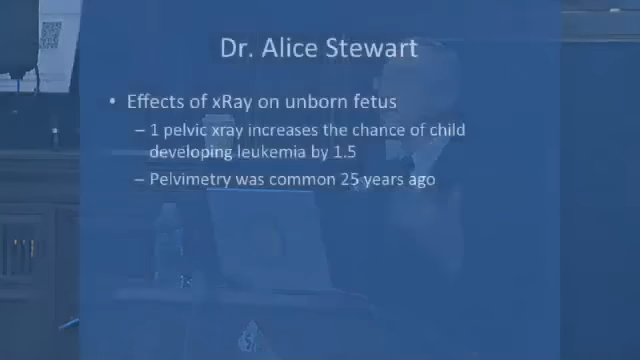 Dr. Alice Stewart
• Effects of xRay on unborn fetus
– 1 pelvic xray increases the chance of child
developing leukemia by 1.5
– Pelvimetry was common 25 years ago